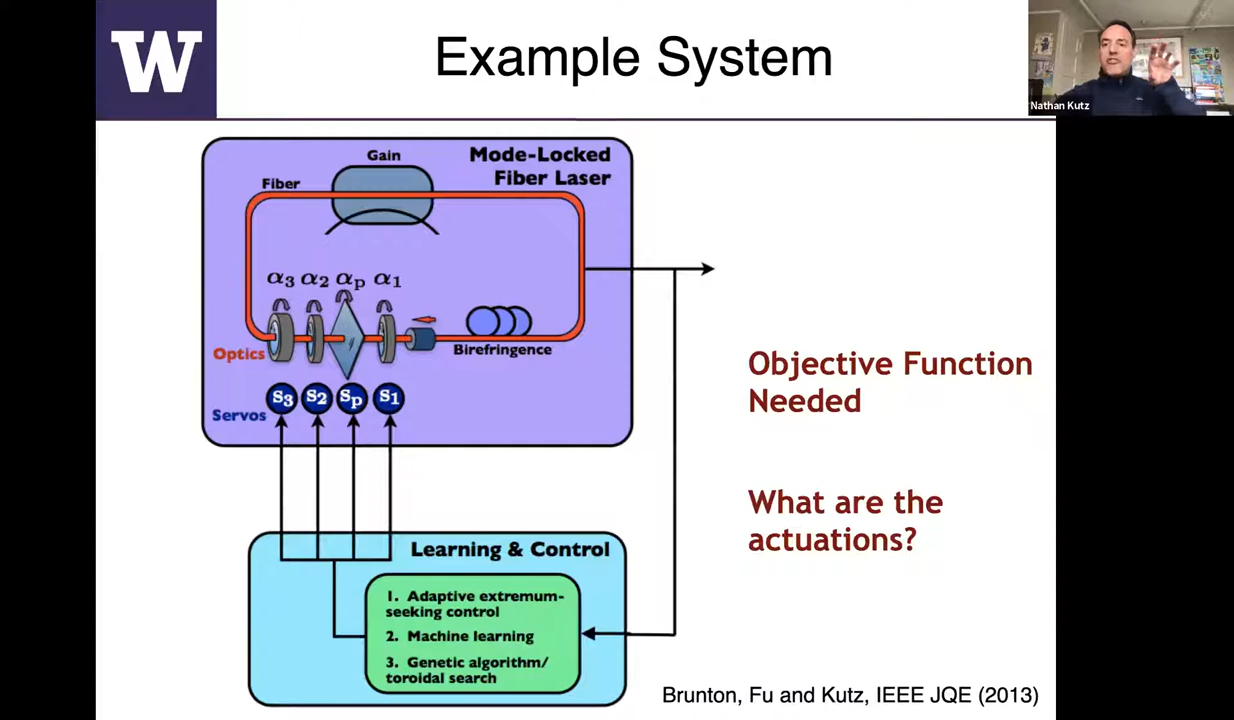 W
Example System
Nathan Kutz
Mode-Locked
Fiber Laser
Gain
Fiber
α3 α2 αp α1
Optics
Birefringence
Servos
s3 s2 sp s1
Objective Function
Needed
What are the
actuations?
Learning & Control
1. Adaptive extremum-
seeking control
2. Machine learning
3. Genetic algorithm/
toroidal search
Brunton, Fu and Kutz, IEEE JQE (2013)